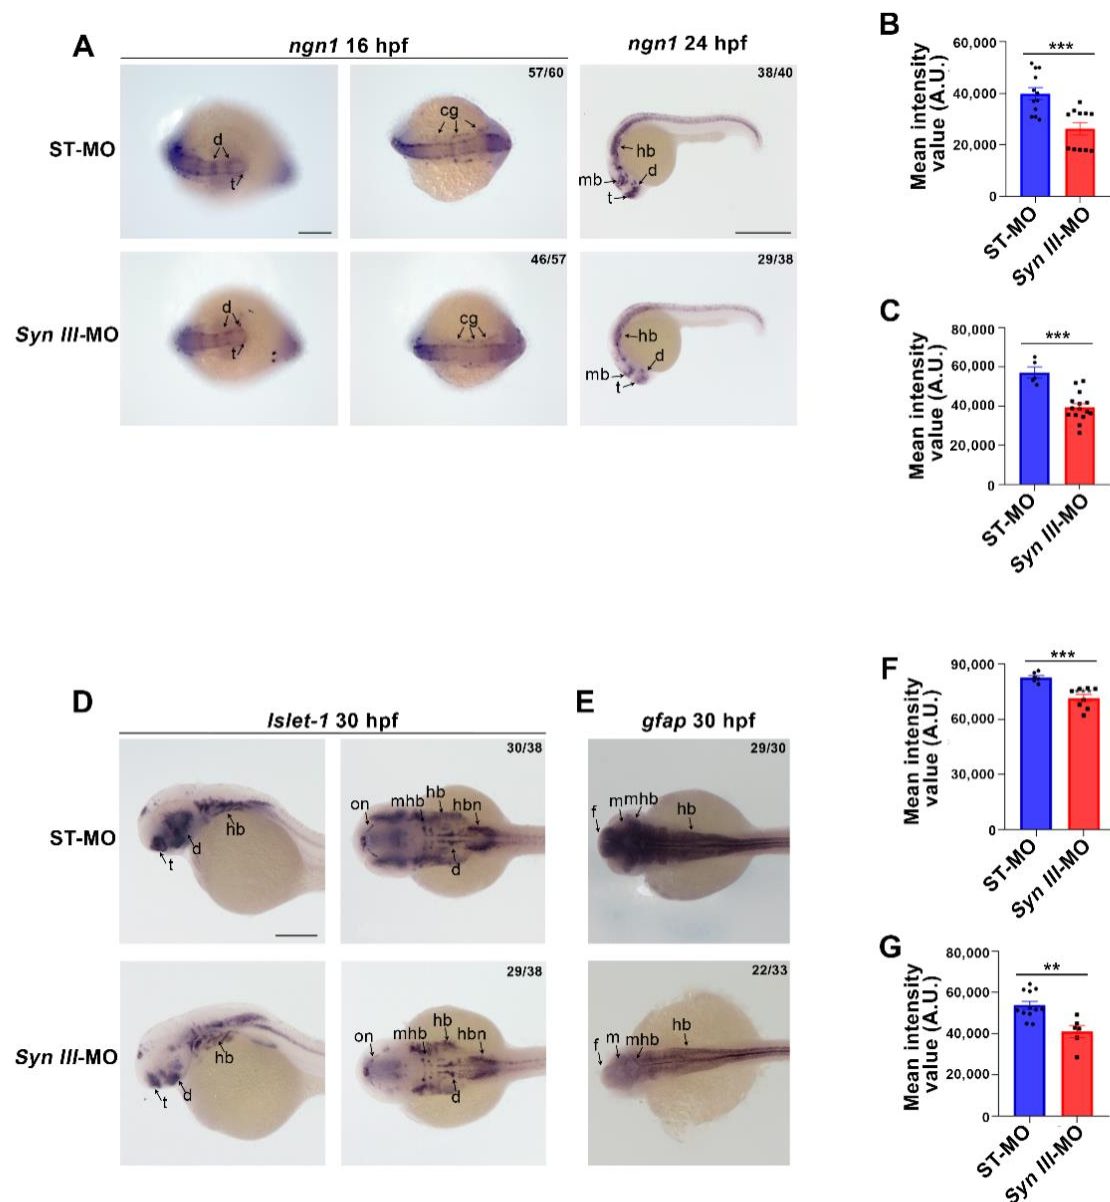 A
ngn1 16 hpf
ngn1 24 hpf
ST-MO
d
t
57/60
cg
38/40
hb
d
mb
t
Syn III-MO
d
t
46/57
cg
29/38
hb
d
mb
t
B
Mean intensity
value (A.U.)
60,000
40,000
20,000
0
***
ST-MO
Syn III-MO
C
Mean intensity
value (A.U.)
80,000
60,000
40,000
20,000
0
***
ST-MO
Syn III-MO
D
Islet-1 30 hpf
ST-MO
hb
d
t
30/38
on
mhb
hb
hbn
d
Syn III-MO
hb
d
t
29/38
on
mhb
hb
hbn
d
E
gfap 30 hpf
29/30
f
m
mhb
hb
22/33
f
m
mhb
hb
F
Mean intensity
value (A.U.)
90,000
60,000
30,000
0
***
ST-MO
Syn III-MO
G
Mean intensity
value (A.U.)
80,000
60,000
40,000
20,000
0
**
ST-MO
Syn III-MO